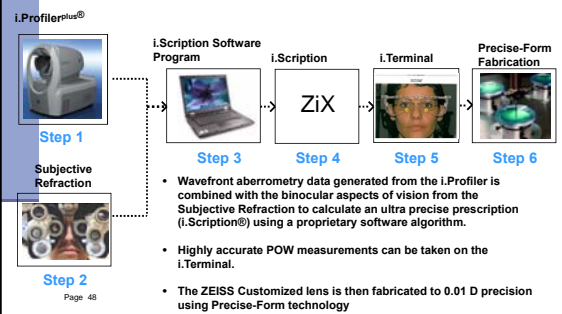 i.Profilerplus®
Step 1
Subjective
Refraction
Step 2
Page 48
i.Scription Software
Program
Step 3
i.Scription
ZiX
Step 4
i.Terminal
Step 5
Precise-Form
Fabrication
Step 6
• Wavefront aberrometry data generated from the i.Profiler is
combined with the binocular aspects of vision from the
Subjective Refraction to calculate an ultra precise prescription
(i.Scription®) using a proprietary software algorithm.
• Highly accurate POW measurements can be taken on the
i.Terminal.
• The ZEISS Customized lens is then fabricated to 0.01 D precision
using Precise-Form technology